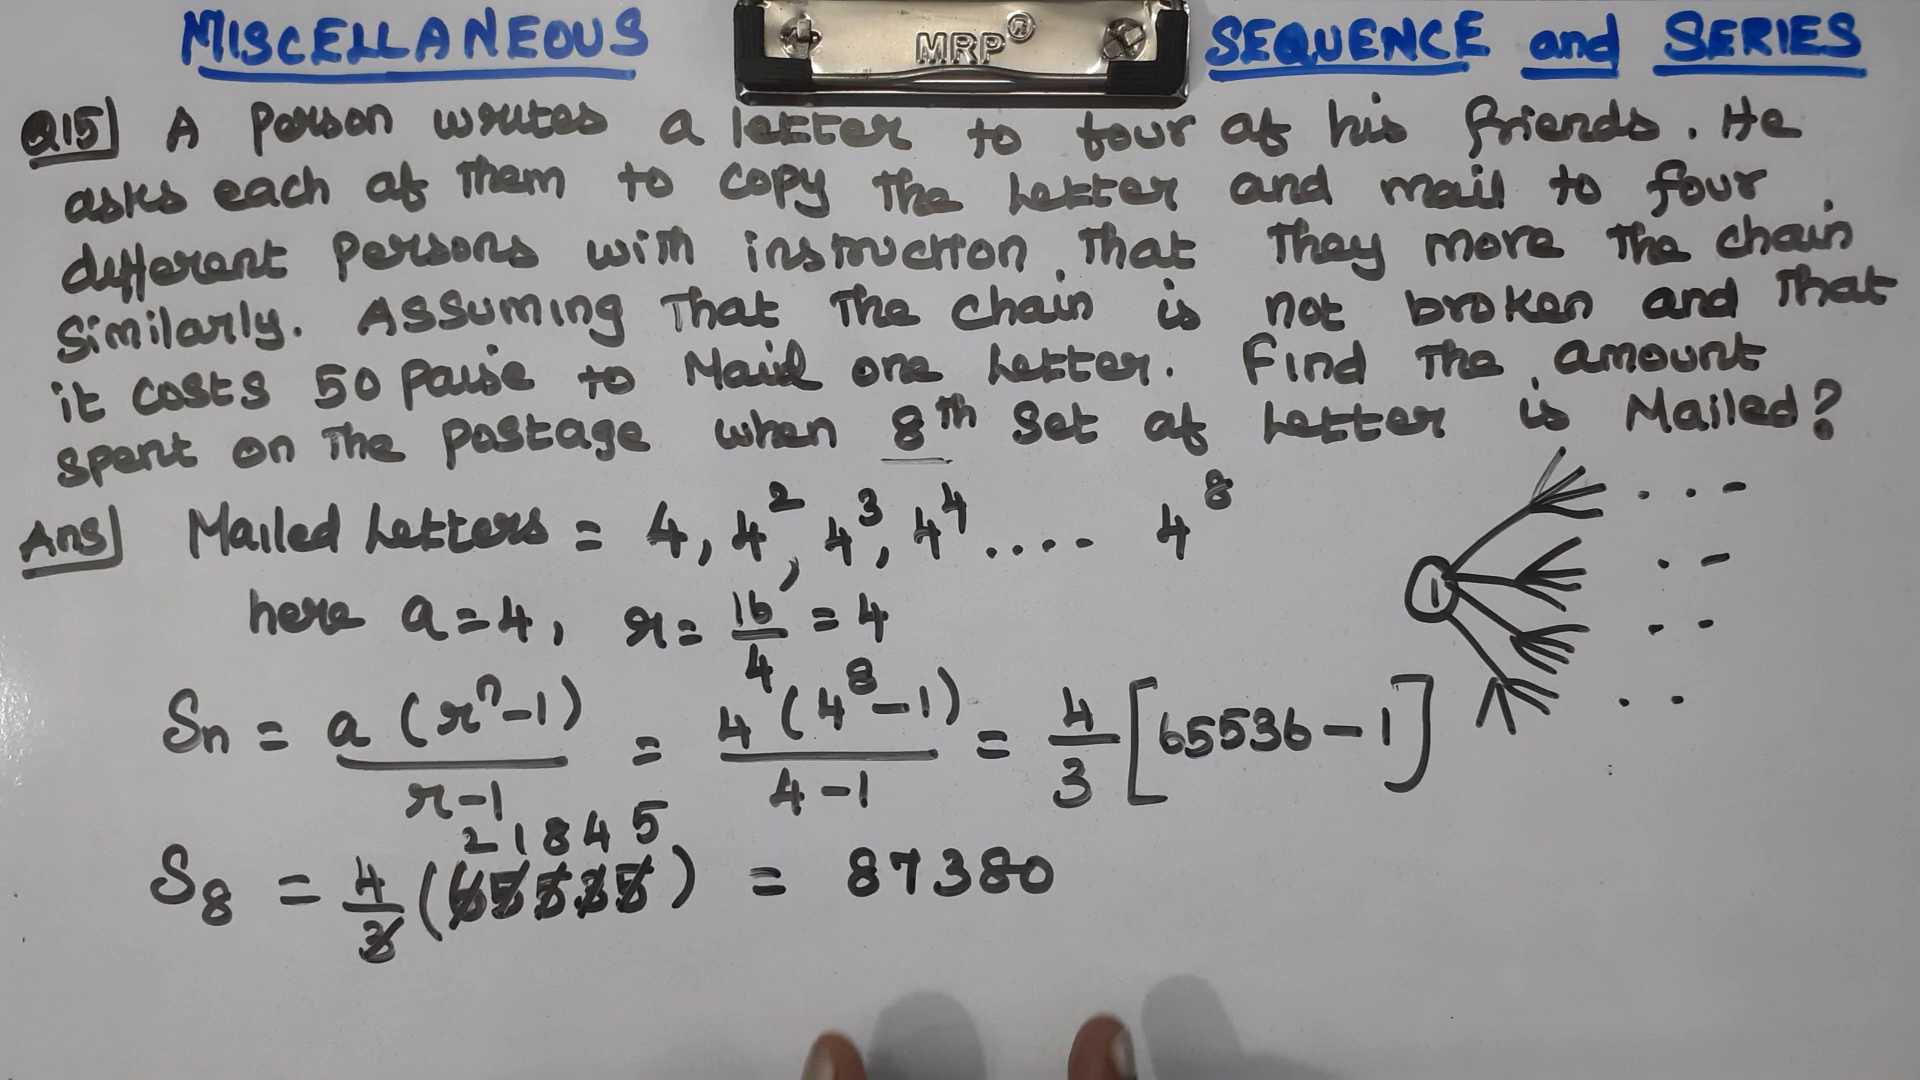 MISCELLANEOUS MRP® SEQUENCE and SERIES
Q15] A Person writes a letter to four of his friends. He
asks each of them to copy the Letter and mail to four
different Persons with instruction that they more the chain
Similarly. Assuming that the chain is not broken and that
it costs 50 Paise to Mail one Letter. Find the amount
spent on the Postage when 8th Set of Letter is Mailed?
Ans] Mailed Letters = 4, 4², 4³, 4⁴ .... 4⁸
here a=4, r = 16/4 = 4
1
Sn = a(rⁿ-1)/r-1 = 4(4⁸-1)/4-1 = 4/3 [65536-1]
21845
S₈ = 4/3 (65535) = 87380